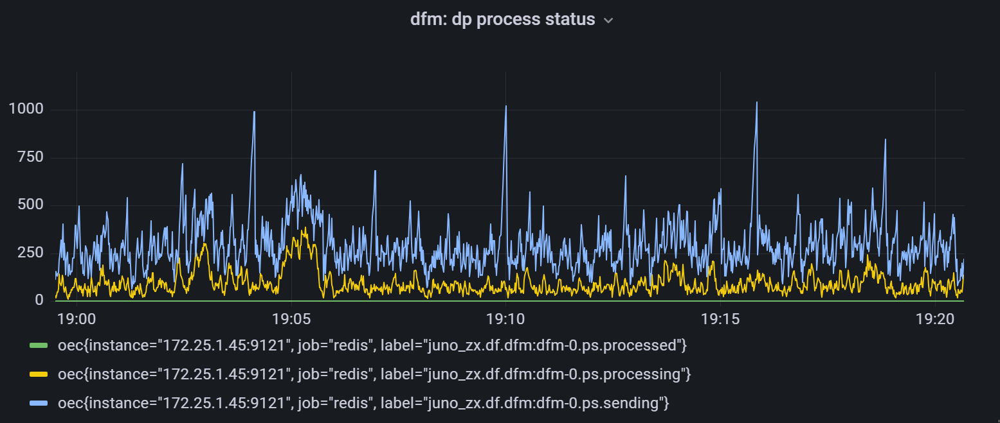 dfm: dp process status
1000
750
500
250
0
19:00 19:05 19:10 19:15 19:20
oec{instance="172.25.1.45:9121", job="redis", label="juno_zx.df.dfm:dfm-0.ps.processed"}
oec{instance="172.25.1.45:9121", job="redis", label="juno_zx.df.dfm:dfm-0.ps.processing"}
oec{instance="172.25.1.45:9121", job="redis", label="juno_zx.df.dfm:dfm-0.ps.sending"}